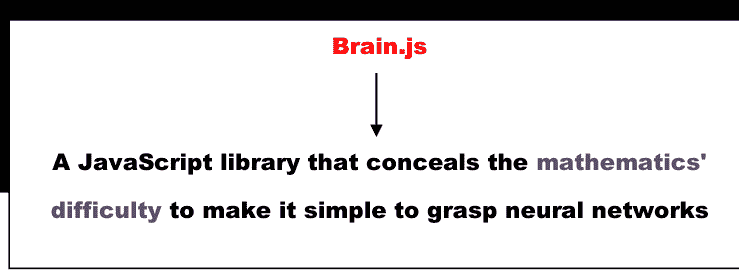 Brain.js
A JavaScript library that conceals the mathematics'
difficulty to make it simple to grasp neural networks